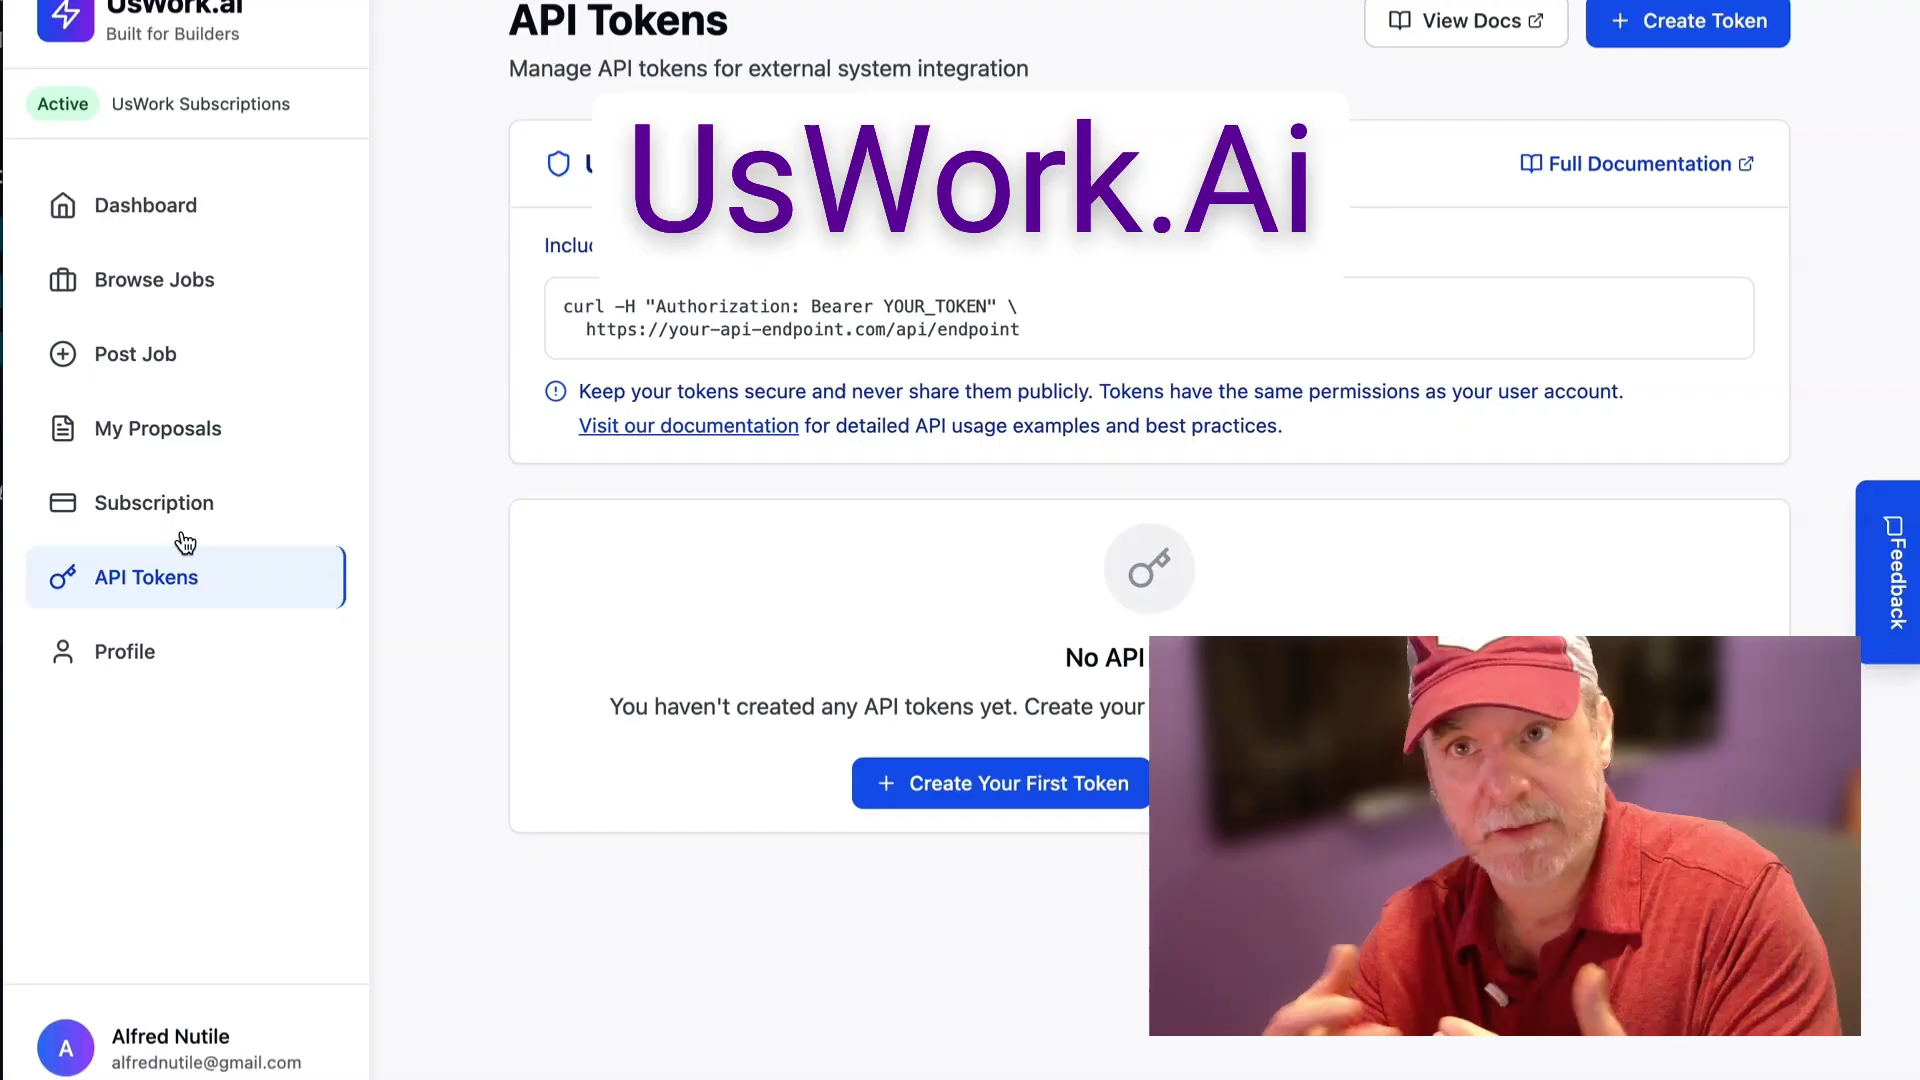 UsWork.ai
Built for Builders
Active UsWork Subscriptions
Dashboard
Browse Jobs
Post Job
My Proposals
Subscription
API Tokens
Profile
Alfred Nutile
A
alfrednutile@gmail.com
API Tokens
Manage API tokens for external system integration
View Docs
+ Create Token
UsWork.Ai
Full Documentation
curl -H "Authorization: Bearer YOUR_TOKEN" \
https://your-api-endpoint.com/api/endpoint
Keep your tokens secure and never share them publicly. Tokens have the same permissions as your user account.
Visit our documentation for detailed API usage examples and best practices.
No API
You haven't created any API tokens yet. Create your
+ Create Your First Token
Feedback